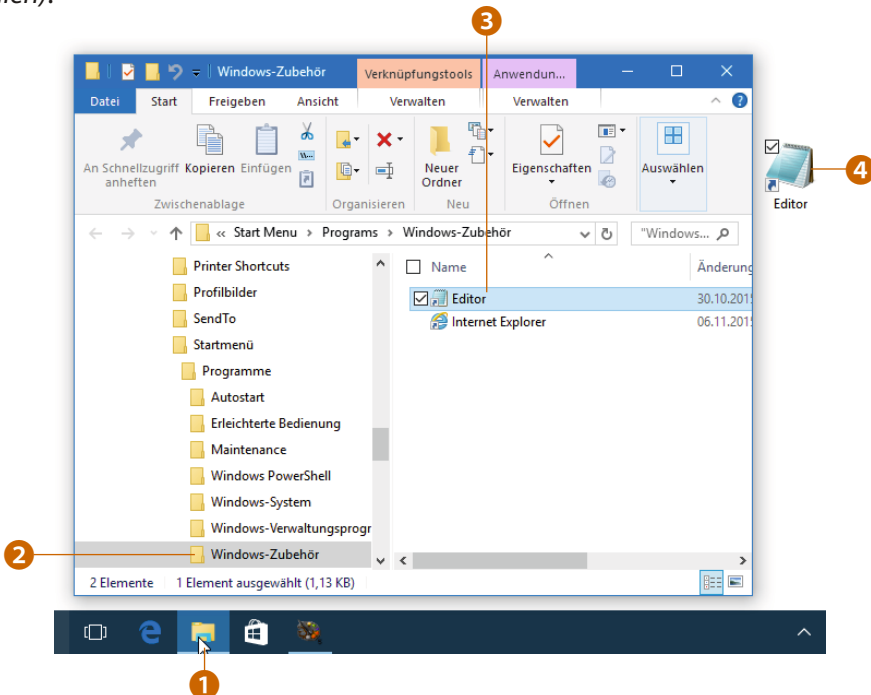 3
Windows-Zubehör
Verknüpfungstools
Anwendun...
Datei
Start
Freigeben
Ansicht
Verwalten
Verwalten
An Schnellzugriff anheften
Kopieren
Einfügen
Neuer Ordner
Eigenschaften
Auswählen
Zwischenablage
Organisieren
Neu
Öffnen
4
Editor
« Start Menu › Programs › Windows-Zubehör
"Windows...
Printer Shortcuts
Profilbilder
SendTo
Startmenü
Programme
Autostart
Erleichterte Bedienung
Maintenance
Windows PowerShell
Windows-System
Windows-Verwaltungsprogr
Windows-Zubehör
2
Name
Änderung
Editor
30.10.201
Internet Explorer
06.11.201
2 Elemente
1 Element ausgewählt (1,13 KB)
1